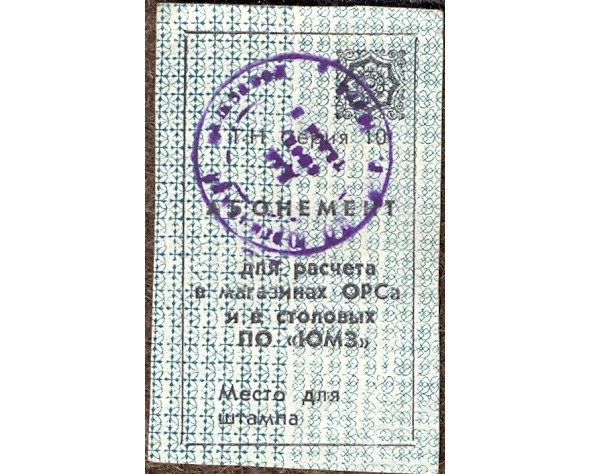 Серия 10
АБОНЕМЕНТ
для расчета
в магазинах ОРСа
и в столовых
ПО «ЮМЗ»
Место для
штампа